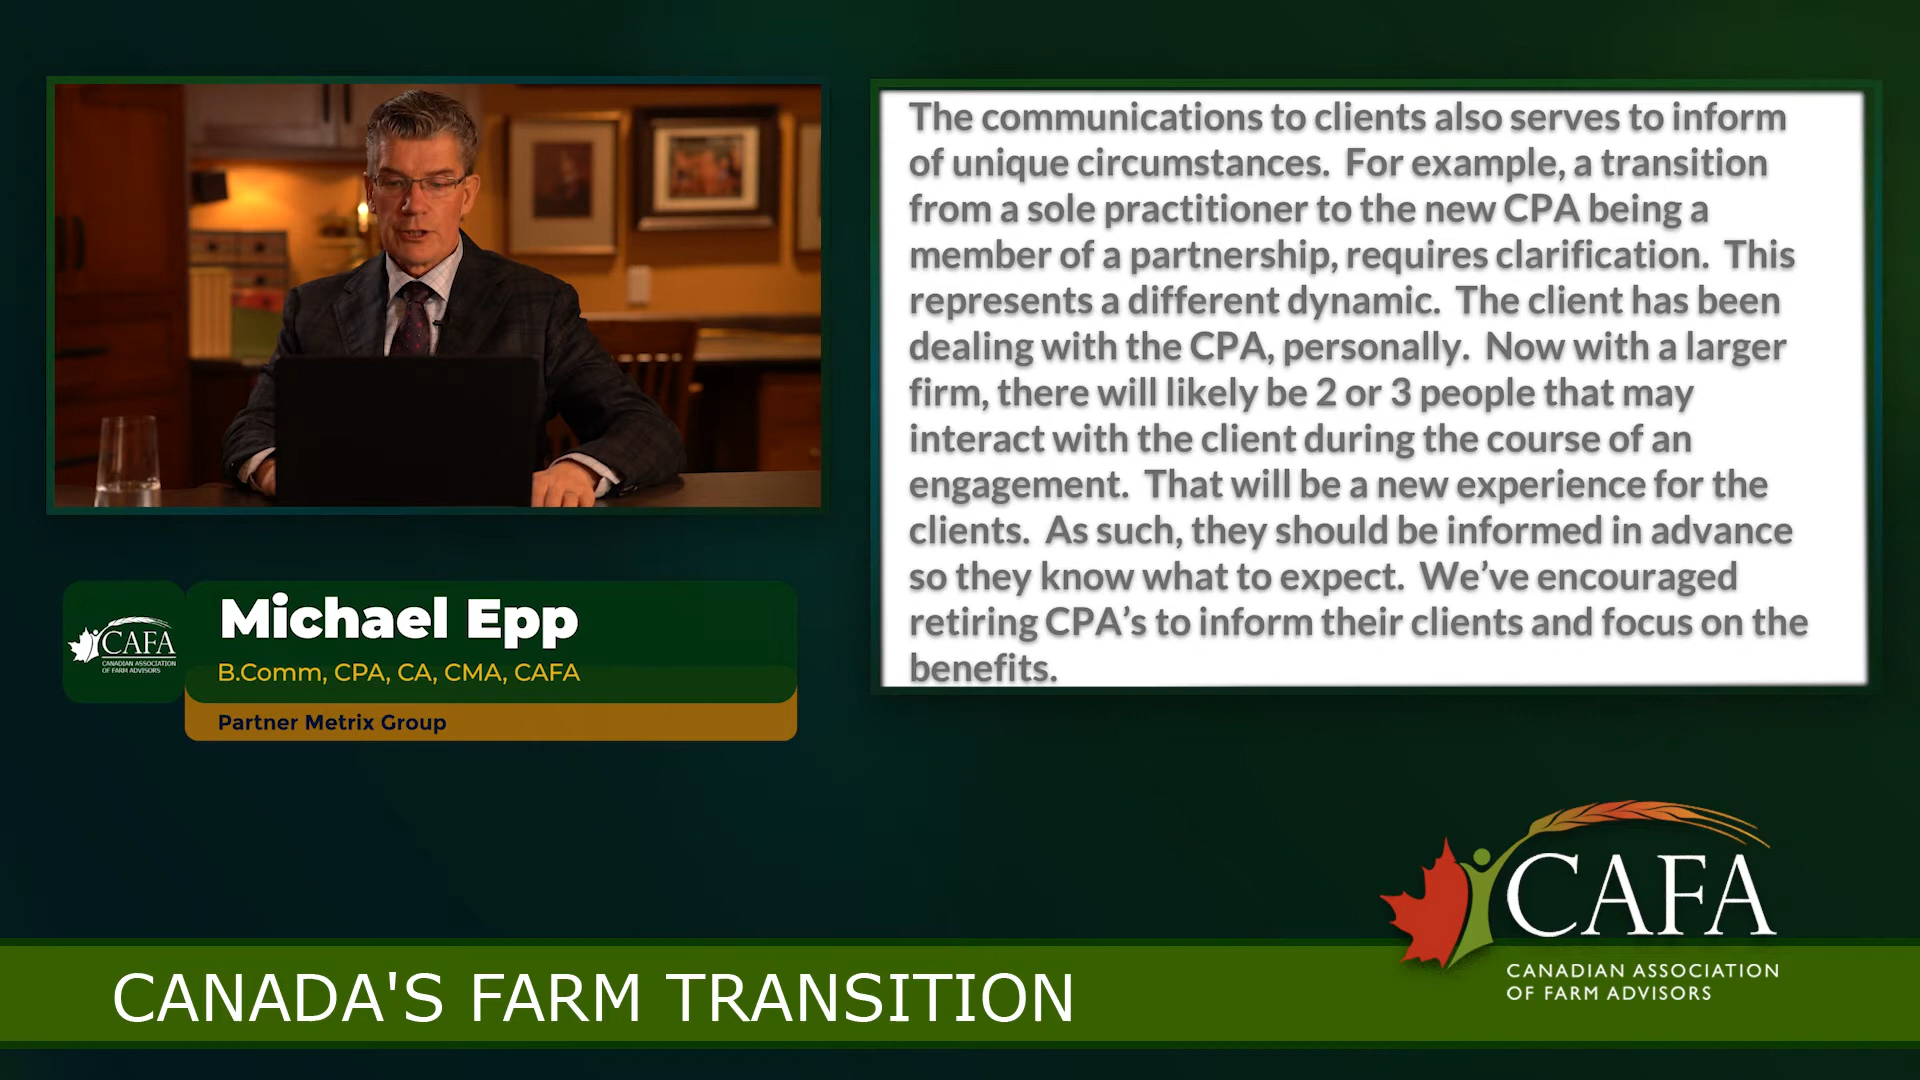 The communications to clients also serves to inform
of unique circumstances. For example, a transition
from a sole practitioner to the new CPA being a
member of a partnership, requires clarification. This
represents a different dynamic. The client has been
dealing with the CPA, personally. Now with a larger
firm, there will likely be 2 or 3 people that may
interact with the client during the course of an
engagement. That will be a new experience for the
clients. As such, they should be informed in advance
so they know what to expect. We’ve encouraged
retiring CPA’s to inform their clients and focus on the
benefits.
CAFA
CANADIAN ASSOCIATION
OF FARM ADVISORS
Michael Epp
B.Comm, CPA, CA, CMA, CAFA
Partner Metrix Group
CAFA
CANADIAN ASSOCIATION
OF FARM ADVISORS
CANADA'S FARM TRANSITION